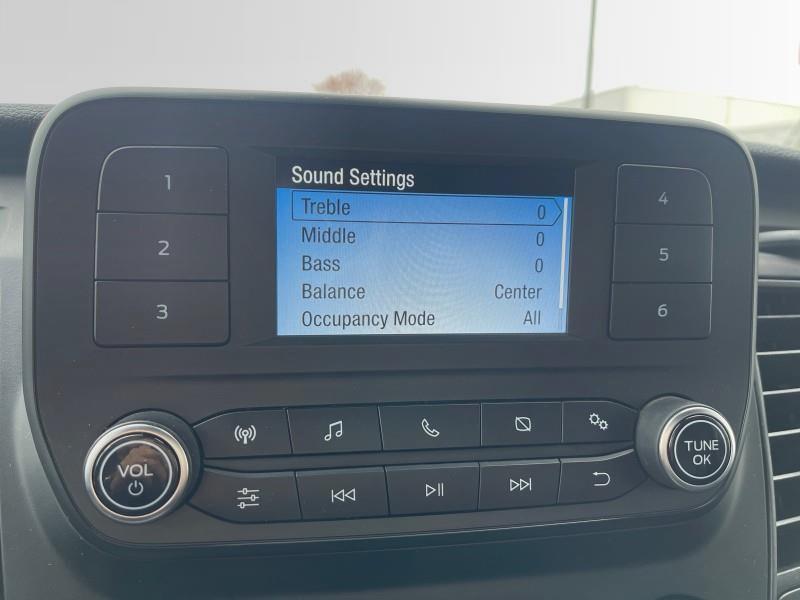 Sound Settings
Treble 0
Middle 0
Bass 0
Balance Center
Occupancy Mode All
1
2
3
4
5
6
VOL
TUNE
OK